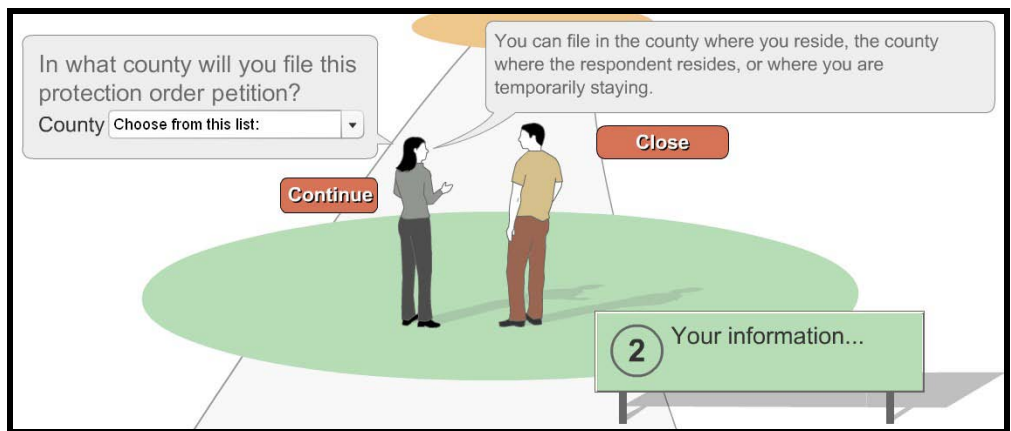 In what county will you file this
protection order petition?
County Choose from this list:
Continue
You can file in the county where you reside, the county
where the respondent resides, or where you are
temporarily staying.
Close
2 Your information...